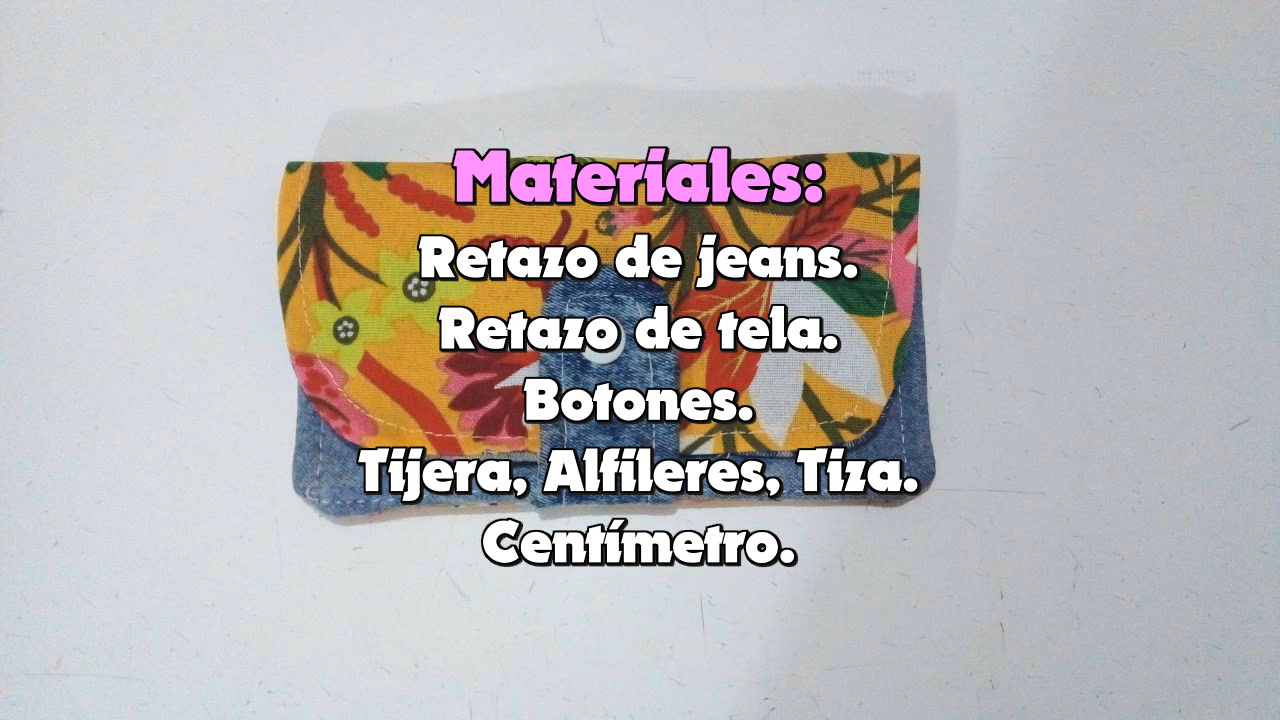 Materiales:
Retazo de jeans.
Retazo de tela.
Botones.
Tijera, Alfileres, Tiza.
Centímetro.